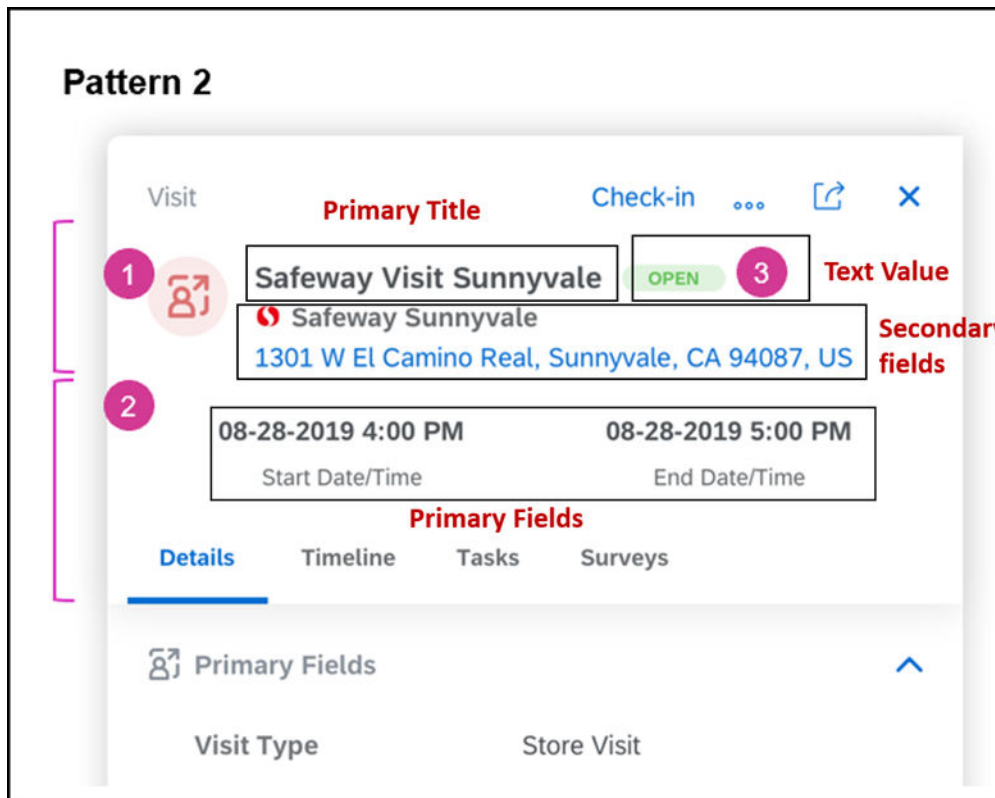 Pattern 2
Visit
Check-in
Primary Title
1
Safeway Visit Sunnyvale
OPEN
3
Text Value
Safeway Sunnyvale
1301 W El Camino Real, Sunnyvale, CA 94087, US
Secondary
fields
2
08-28-2019 4:00 PM
08-28-2019 5:00 PM
Start Date/Time
End Date/Time
Primary Fields
Details
Timeline
Tasks
Surveys
Primary Fields
Visit Type
Store Visit